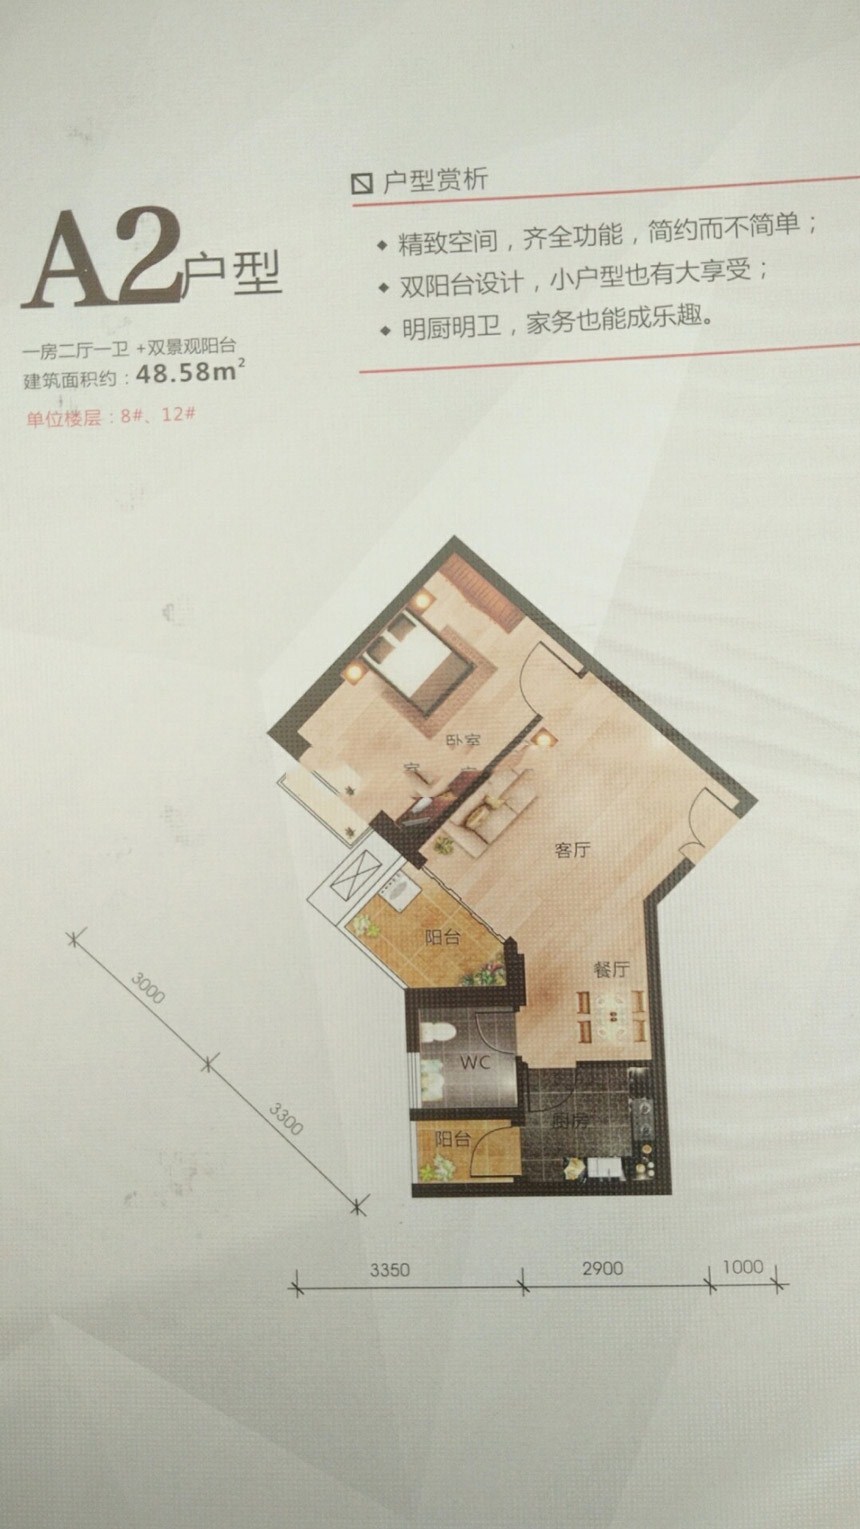 A2户型
一房二厅一卫 +双景观阳台
建筑面积约：48.58m²
单位楼层：8#、12#
户型赏析
◆ 精致空间，齐全功能，简约而不简单；
◆ 双阳台设计，小户型也有大享受；
◆ 明厨明卫，家务也能成乐趣。
卧室
客厅
阳台
餐厅
WC
厨房
阳台
3000
3300
3350
2900
1000